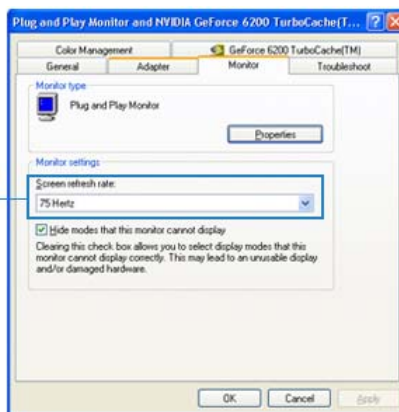 Plug and Play Monitor and NVIDIA GeForce 6200 TurboCache(T...
Color Management
GeForce 6200 TurboCache(TM)
General
Adapter
Monitor
Troubleshoot
Monitor type
Plug and Play Monitor
Properties
Monitor settings
Screen refresh rate:
75 Hertz
Hide modes that this monitor cannot display
Clearing this check box allows you to select display modes that this
monitor cannot display correctly. This may lead to an unusable display
and/or damaged hardware.
OK
Cancel
Apply